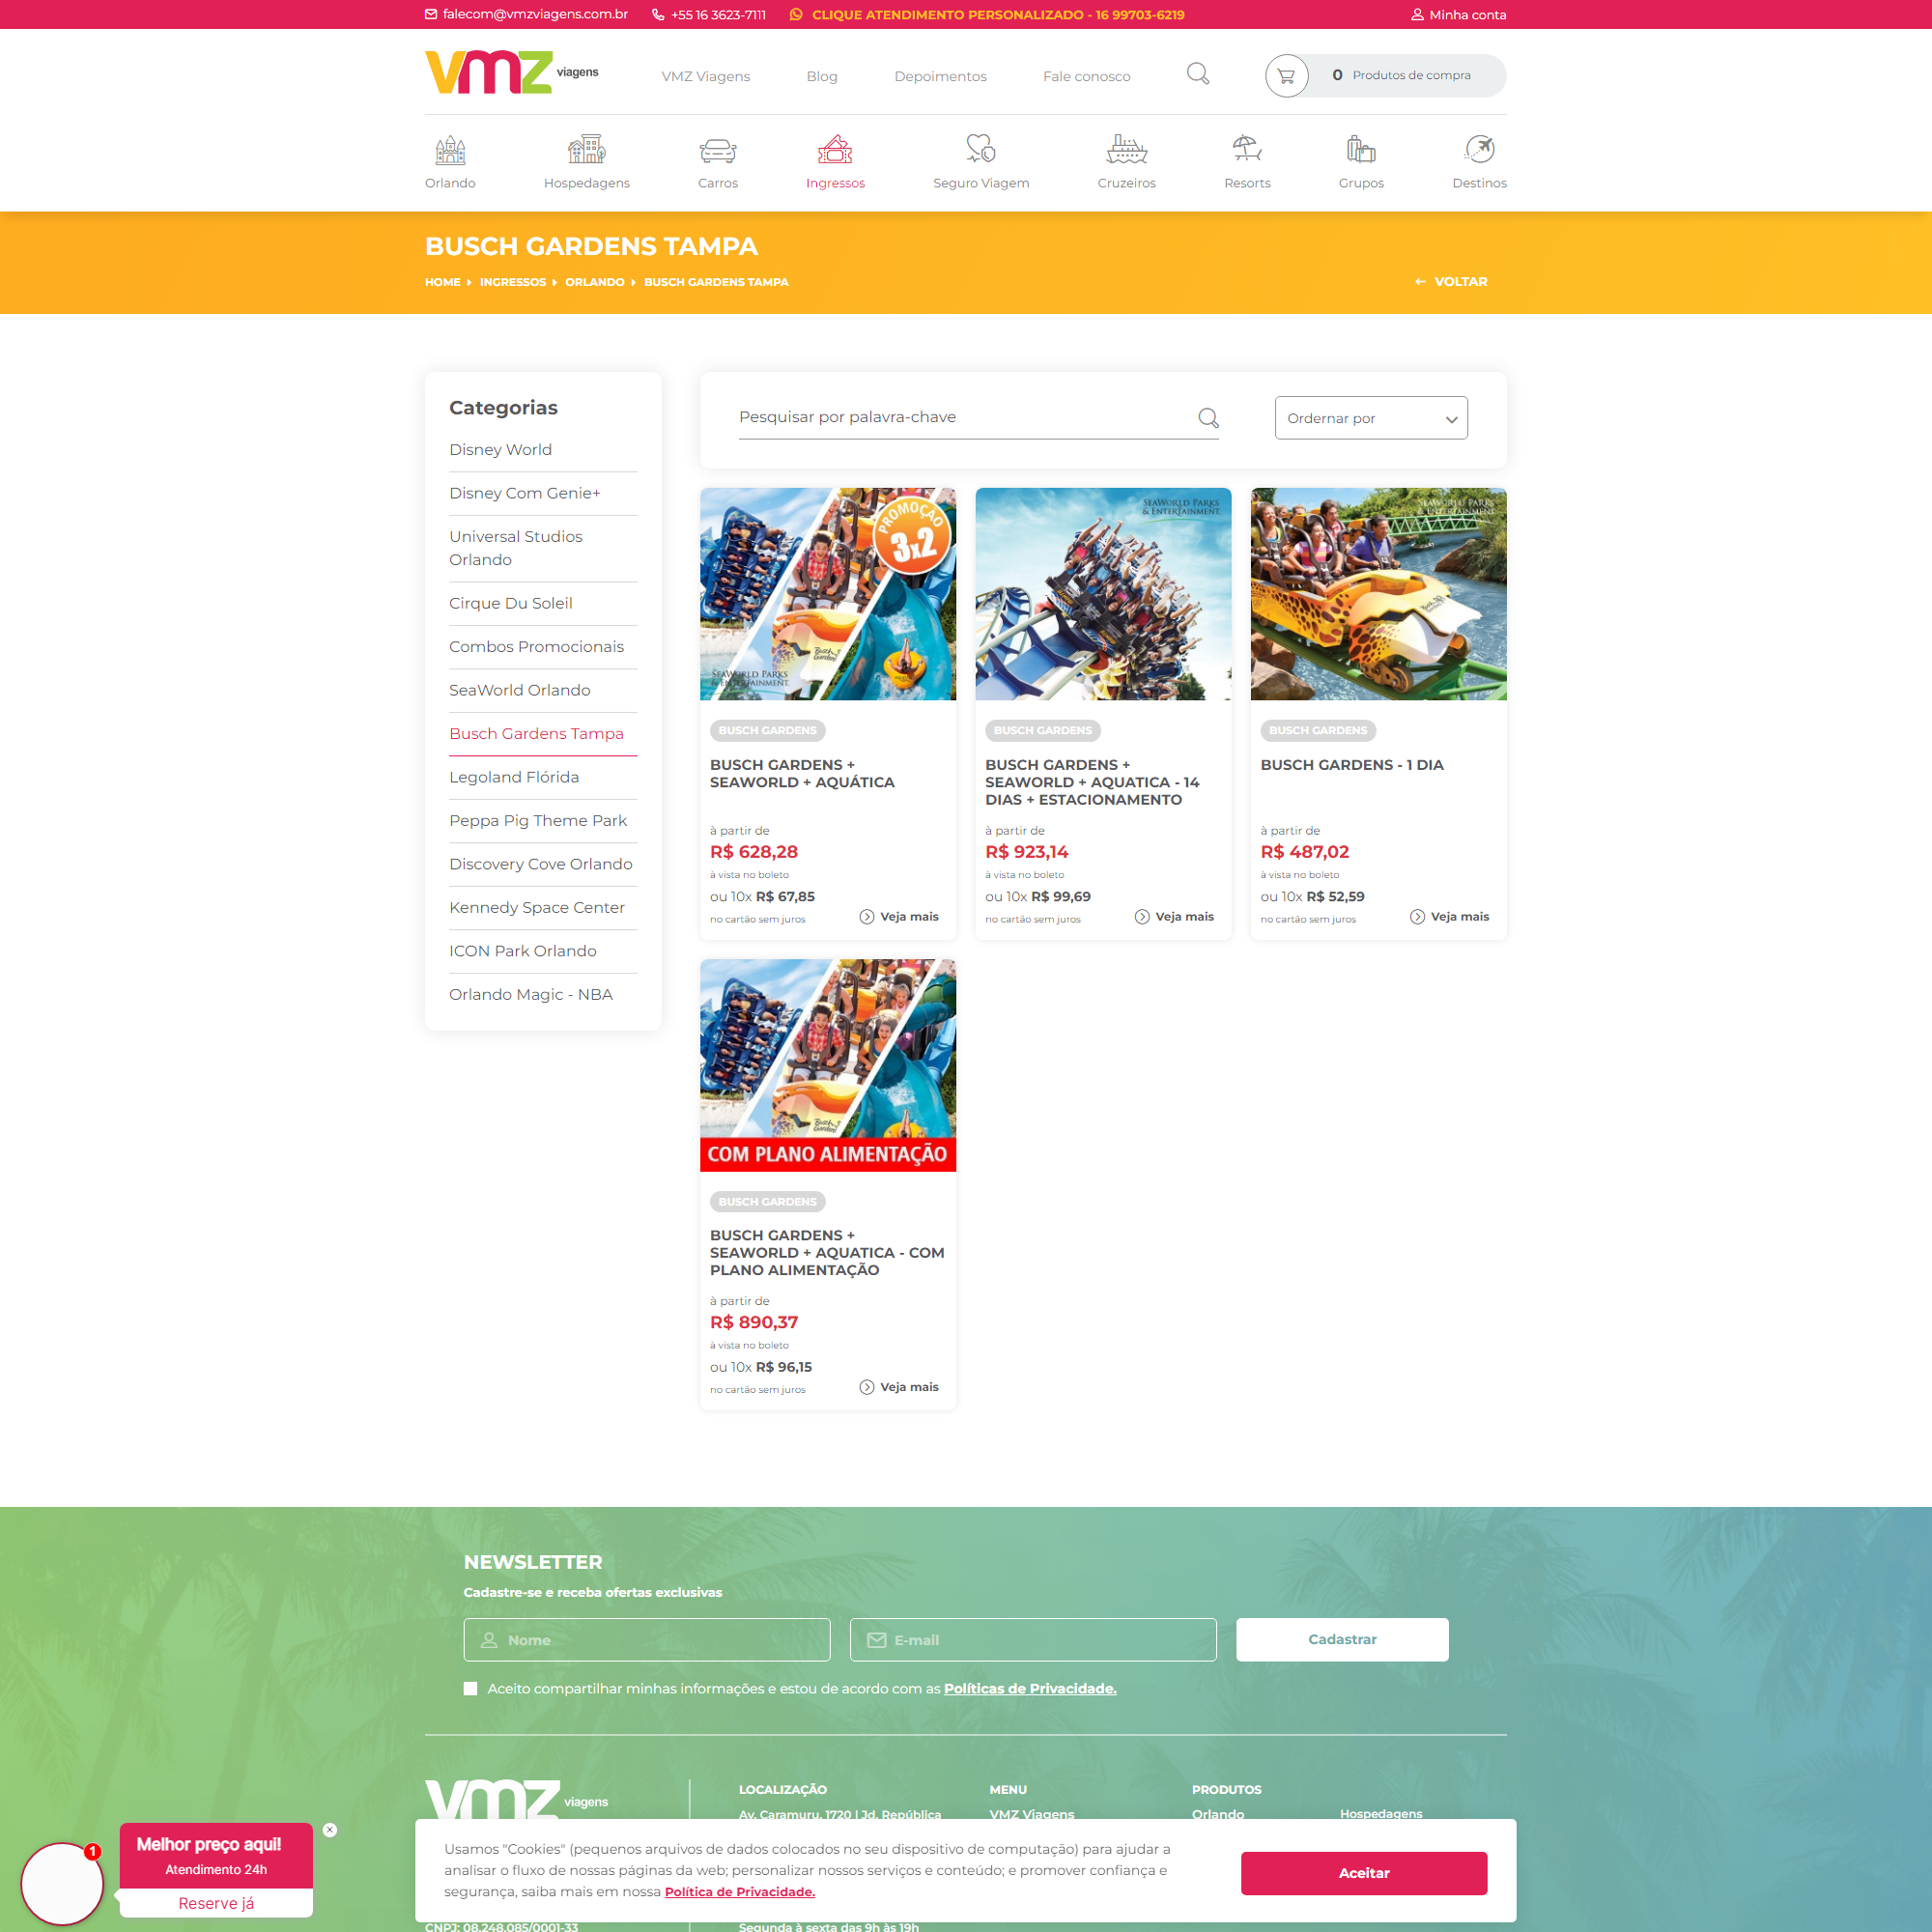 falecom@vmzviagens.com.br +55 16 3623-7111 CLIQUE ATENDIMENTO PERSONALIZADO - 16 99703-6219 Minha conta
vmz viagens VMZ Viagens Blog Depoimentos Fale conosco 0 Produtos de compra
Orlando Hospedagens Carros Ingressos Seguro Viagem Cruzeiros Resorts Grupos Destinos
BUSCH GARDENS TAMPA
HOME INGRESSOS ORLANDO BUSCH GARDENS TAMPA VOLTAR
Categorias
Disney World
Disney Com Genie+
Universal Studios
Orlando
Cirque Du Soleil
Combos Promocionais
SeaWorld Orlando
Busch Gardens Tampa
Legoland Flórida
Peppa Pig Theme Park
Discovery Cove Orlando
Kennedy Space Center
ICON Park Orlando
Orlando Magic - NBA
Pesquisar por palavra-chave Ordernar por
PROMOÇÃO
3x2
Busch Gardens
SEAWORLD PARKS
& ENTERTAINMENT
BUSCH GARDENS
BUSCH GARDENS +
SEAWORLD + AQUÁTICA
à partir de
R$ 628,28
à vista no boleto
ou 10x R$ 67,85
no cartão sem juros Veja mais
SEAWORLD PARKS
& ENTERTAINMENT
BUSCH GARDENS
BUSCH GARDENS +
SEAWORLD + AQUATICA - 14
DIAS + ESTACIONAMENTO
à partir de
R$ 923,14
à vista no boleto
ou 10x R$ 99,69
no cartão sem juros Veja mais
SEAWORLD PARKS
& ENTERTAINMENT
BUSCH GARDENS
BUSCH GARDENS - 1 DIA
à partir de
R$ 487,02
à vista no boleto
ou 10x R$ 52,59
no cartão sem juros Veja mais
Busch Gardens
COM PLANO ALIMENTAÇÃO
BUSCH GARDENS
BUSCH GARDENS +
SEAWORLD + AQUATICA - COM
PLANO ALIMENTAÇÃO
à partir de
R$ 890,37
à vista no boleto
ou 10x R$ 96,15
no cartão sem juros Veja mais
NEWSLETTER
Cadastre-se e receba ofertas exclusivas
Nome E-mail Cadastrar
Aceito compartilhar minhas informações e estou de acordo com as Políticas de Privacidade.
vmz viagens
LOCALIZAÇÃO MENU PRODUTOS
Av. Caramuru, 1720 | Jd. República VMZ Viagens Orlando Hospedagens
1
Melhor preço aqui!
Atendimento 24h
Reserve já
Usamos "Cookies" (pequenos arquivos de dados colocados no seu dispositivo de computação) para ajudar a
analisar o fluxo de nossas páginas da web; personalizar nossos serviços e conteúdo; e promover confiança e
segurança, saiba mais em nossa Política de Privacidade.
Aceitar
CNPJ: 08.248.085/0001-33 Segunda à sexta das 9h às 19h